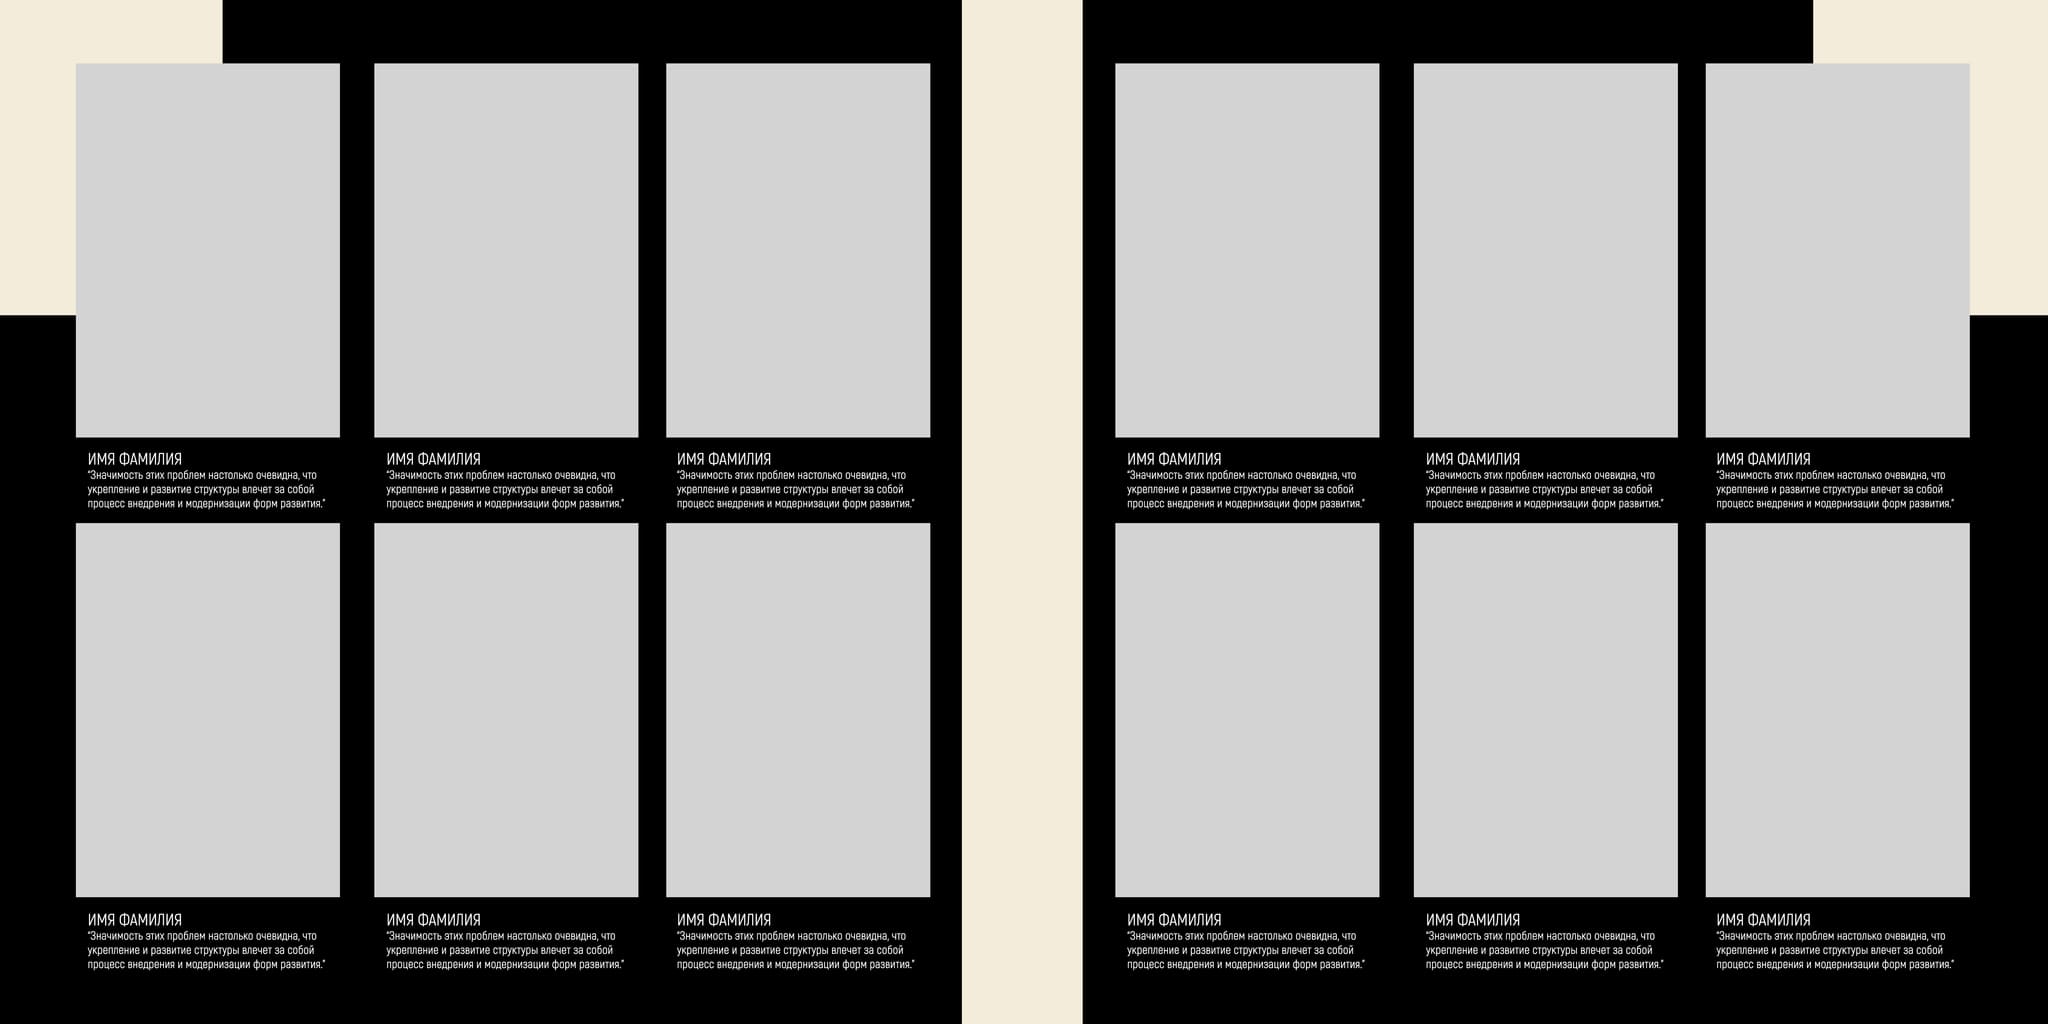 ИМЯ ФАМИЛИЯ
"Значимость этих проблем настолько очевидна, что
укрепление и развитие структуры влечет за собой
процесс внедрения и модернизации форм развития."
ИМЯ ФАМИЛИЯ
"Значимость этих проблем настолько очевидна, что
укрепление и развитие структуры влечет за собой
процесс внедрения и модернизации форм развития."
ИМЯ ФАМИЛИЯ
"Значимость этих проблем настолько очевидна, что
укрепление и развитие структуры влечет за собой
процесс внедрения и модернизации форм развития."
ИМЯ ФАМИЛИЯ
"Значимость этих проблем настолько очевидна, что
укрепление и развитие структуры влечет за собой
процесс внедрения и модернизации форм развития."
ИМЯ ФАМИЛИЯ
"Значимость этих проблем настолько очевидна, что
укрепление и развитие структуры влечет за собой
процесс внедрения и модернизации форм развития."
ИМЯ ФАМИЛИЯ
"Значимость этих проблем настолько очевидна, что
укрепление и развитие структуры влечет за собой
процесс внедрения и модернизации форм развития."
ИМЯ ФАМИЛИЯ
"Значимость этих проблем настолько очевидна, что
укрепление и развитие структуры влечет за собой
процесс внедрения и модернизации форм развития."
ИМЯ ФАМИЛИЯ
"Значимость этих проблем настолько очевидна, что
укрепление и развитие структуры влечет за собой
процесс внедрения и модернизации форм развития."
ИМЯ ФАМИЛИЯ
"Значимость этих проблем настолько очевидна, что
укрепление и развитие структуры влечет за собой
процесс внедрения и модернизации форм развития."
ИМЯ ФАМИЛИЯ
"Значимость этих проблем настолько очевидна, что
укрепление и развитие структуры влечет за собой
процесс внедрения и модернизации форм развития."
ИМЯ ФАМИЛИЯ
"Значимость этих проблем настолько очевидна, что
укрепление и развитие структуры влечет за собой
процесс внедрения и модернизации форм развития."
ИМЯ ФАМИЛИЯ
"Значимость этих проблем настолько очевидна, что
укрепление и развитие структуры влечет за собой
процесс внедрения и модернизации форм развития."